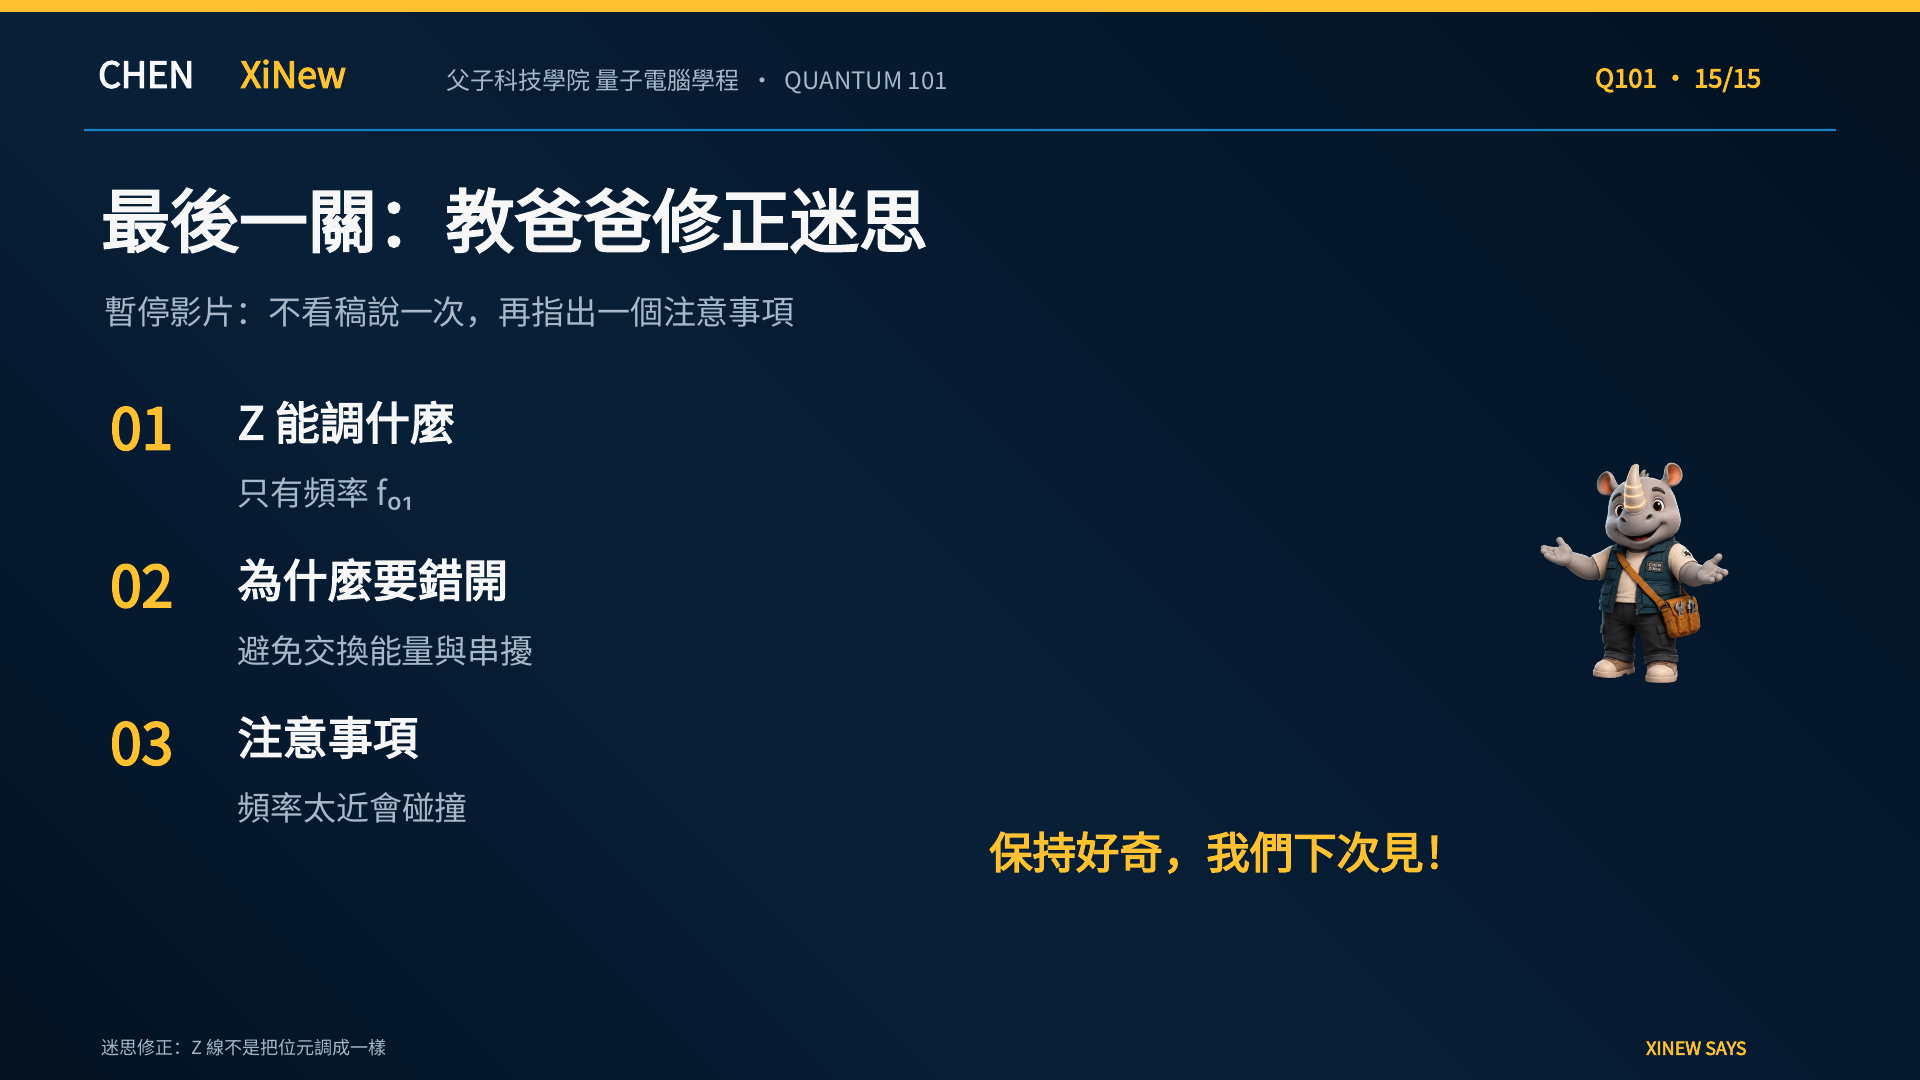 CHEN XiNew 父子科技學院 量子電腦學程 · QUANTUM 101 Q101 · 15/15
最後一關：教爸爸修正迷思
暫停影片：不看稿說一次，再指出一個注意事項
01 Z 能調什麼
只有頻率 f₀₁
02 為什麼要錯開
避免交換能量與串擾
03 注意事項
頻率太近會碰撞
保持好奇，我們下次見！
迷思修正：Z 線不是把位元調成一樣
XINEW SAYS